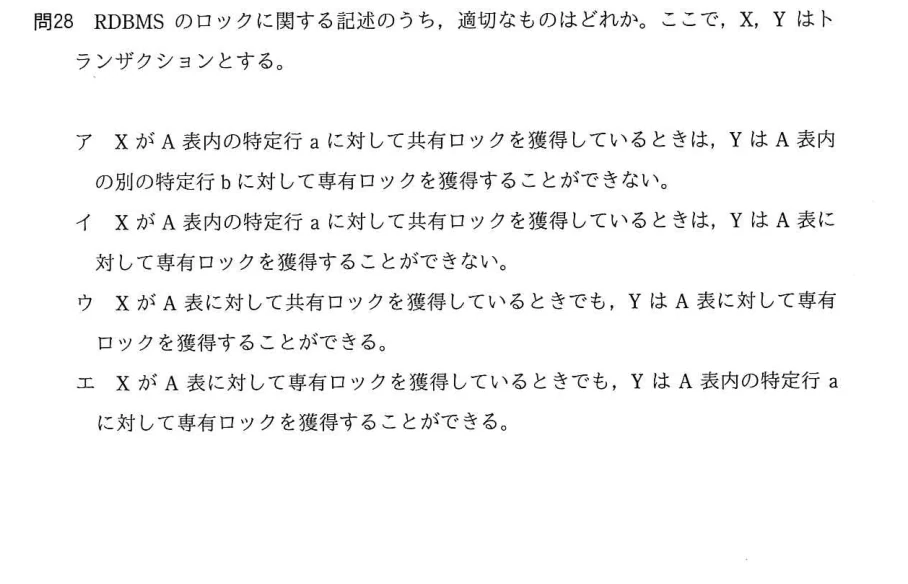 問28 RDBMS のロックに関する記述のうち，適切なものはどれか。ここで，X，Y はト
ランザクションとする。
ア X が A 表内の特定行 a に対して共有ロックを獲得しているときは，Y は A 表内
の別の特定行 b に対して専有ロックを獲得することができない。
イ X が A 表内の特定行 a に対して共有ロックを獲得しているときは，Y は A 表に
対して専有ロックを獲得することができない。
ウ X が A 表に対して共有ロックを獲得しているときでも，Y は A 表に対して専有
ロックを獲得することができる。
エ X が A 表に対して専有ロックを獲得しているときでも，Y は A 表内の特定行 a
に対して専有ロックを獲得することができる。